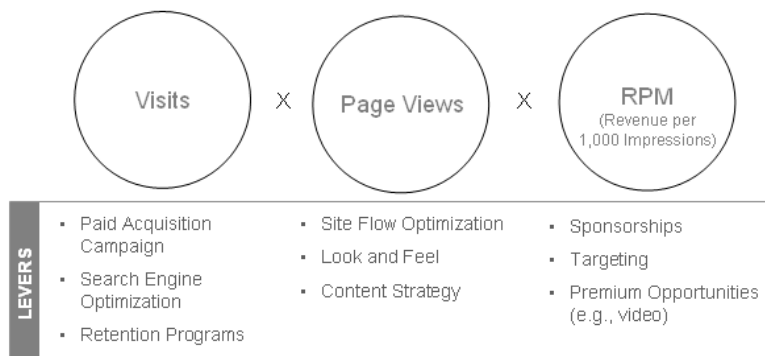 Visits
X
Page Views
X
RPM
(Revenue per
1,000 Impressions)
LEVERS
▪ Paid Acquisition
Campaign
▪ Search Engine
Optimization
▪ Retention Programs
▪ Site Flow Optimization
▪ Look and Feel
▪ Content Strategy
▪ Sponsorships
▪ Targeting
▪ Premium Opportunities
(e.g., video)